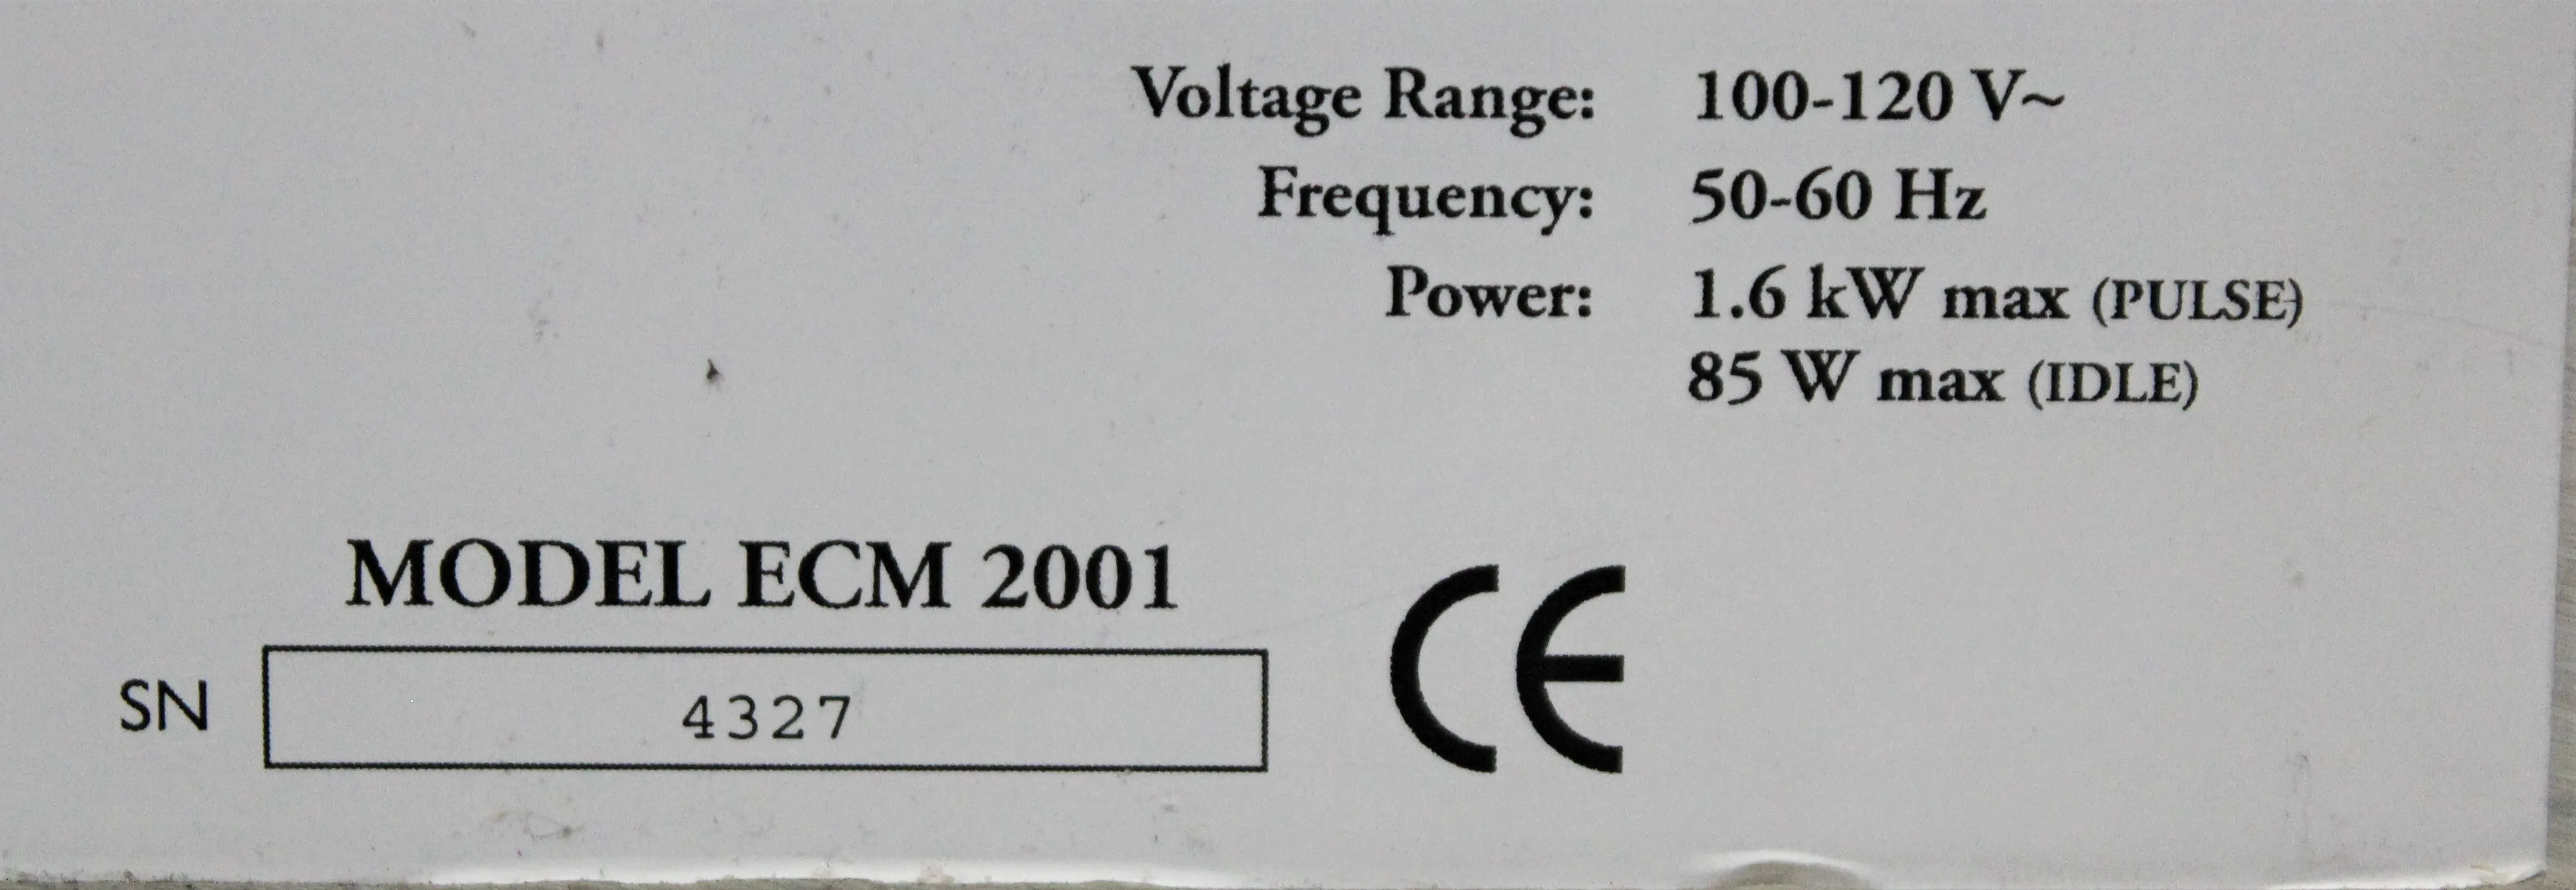 Voltage Range: 100-120 V~
Frequency: 50-60 Hz
Power: 1.6 kW max (PULSE)
85 W max (IDLE)
MODEL ECM 2001
SN 4327
CE